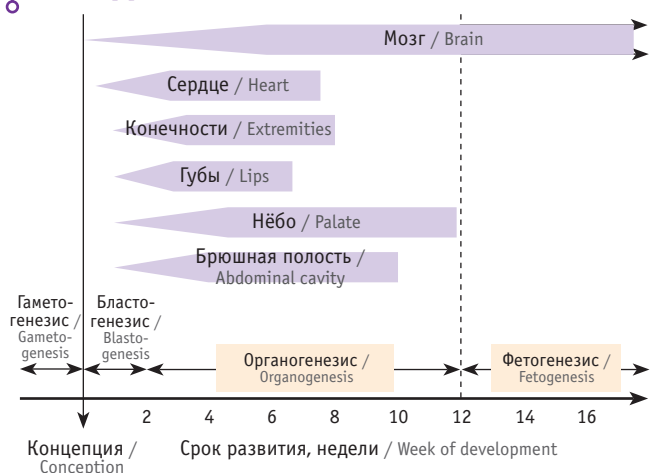 Мозг / Brain
Сердце / Heart
Конечности / Extremities
Губы / Lips
Нёбо / Palate
Брюшная полость /
Abdominal cavity
Гамето-
генезис /
Gameto-
genesis
Бласто-
генезис /
Blasto-
genesis
Органогенезис /
Organogenesis
Фетогенезис /
Fetogenesis
2 4 6 8 10 12 14 16
Концепция /
Conception
Срок развития, недели / Week of development